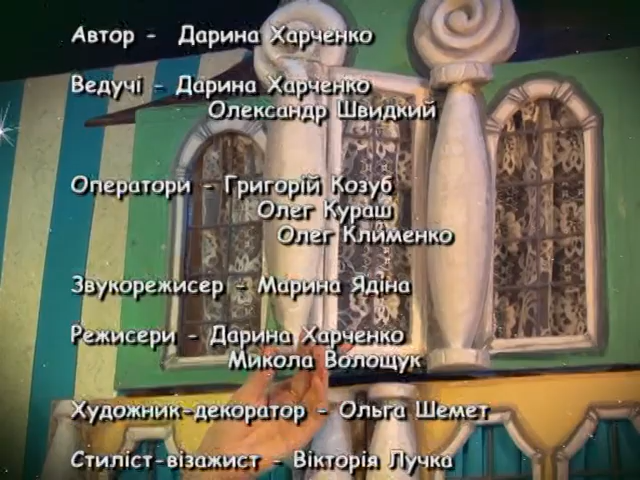 Автор - Дарина Харченко
Ведучі - Дарина Харченко
Олександр Швидкий
Оператори - Григорій Козуб
Олег Кураш
Олег Клименко
Звукорежисер - Марина Ядіна
Режисери - Дарина Харченко
Микола Волощук
Художник-декоратор - Ольга Шемет
Стиліст-візажист - Вікторія Лучка